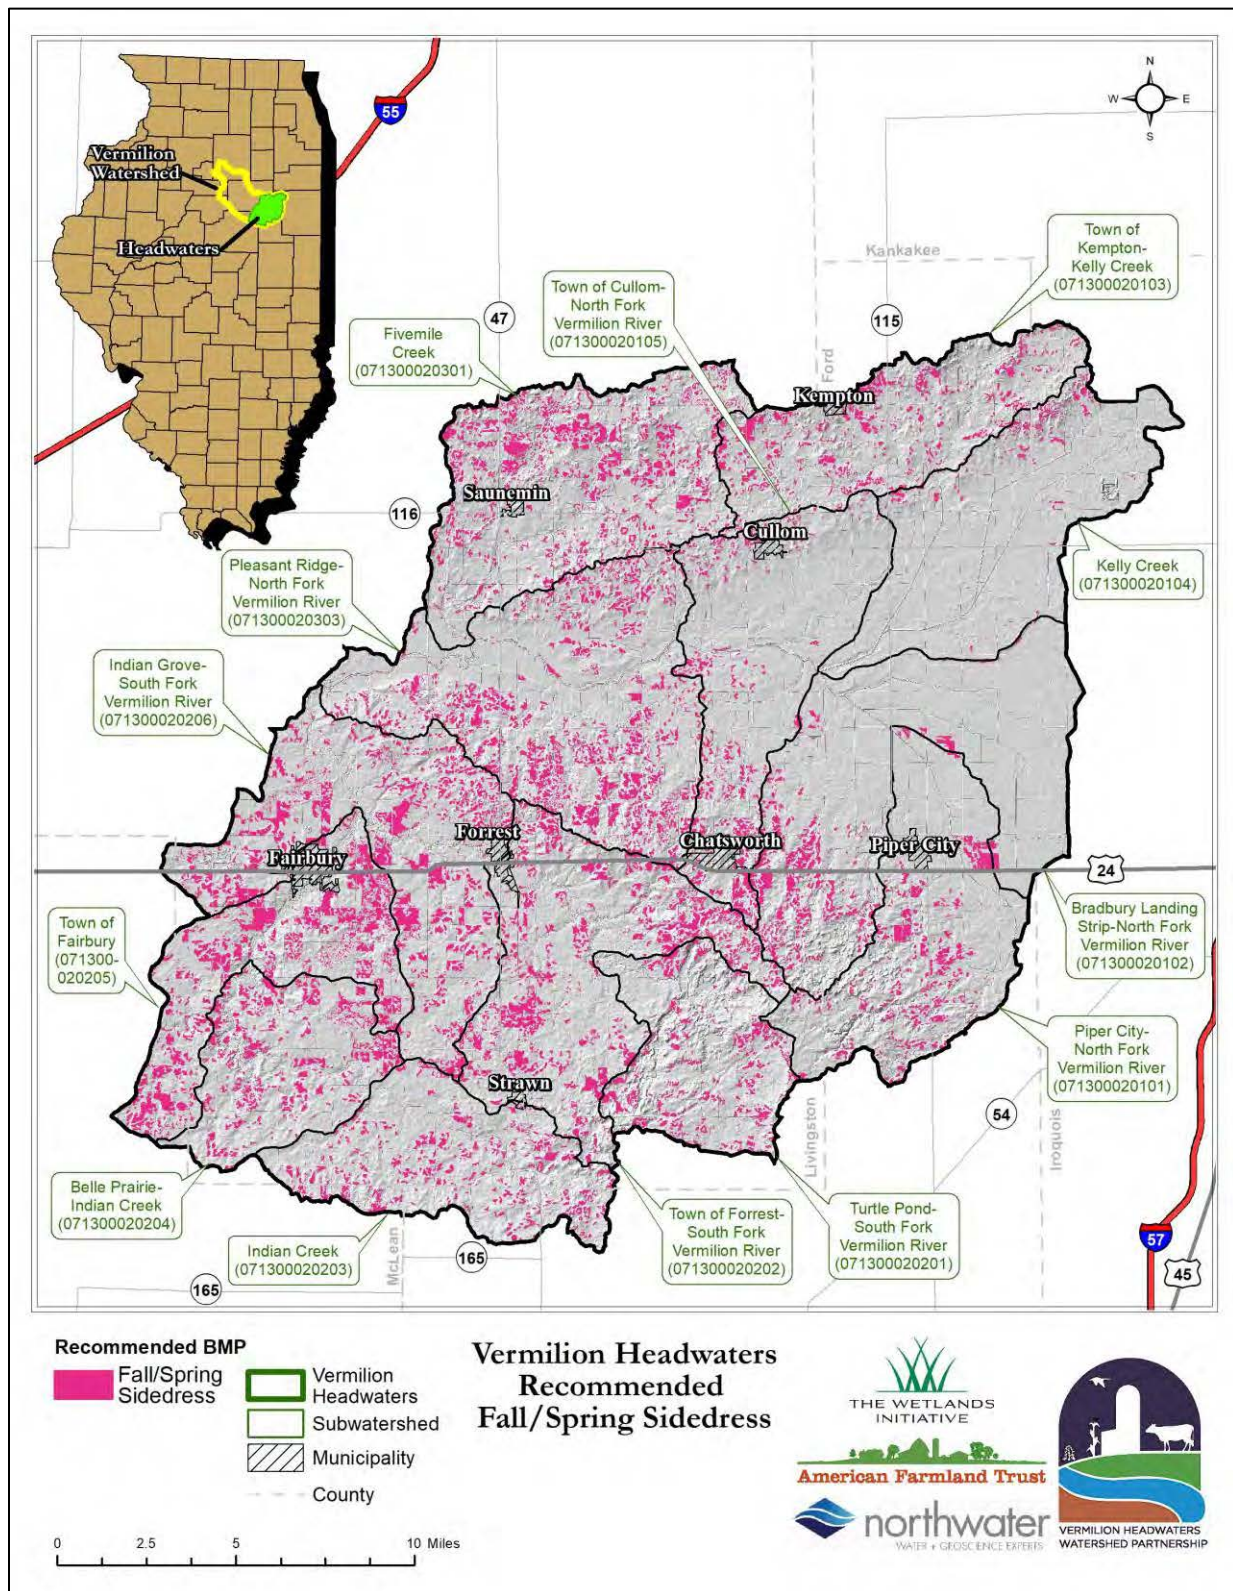 N
W
E
S
55
Vermilion
Watershed
Headwaters
Kankakee
Town of
Kempton-
Kelly Creek
(071300020103)
Town of Cullom-
North Fork
Vermilion River
(071300020105)
47
115
Fivemile
Creek
(071300020301)
Ford
Kempton
Saunemin
116
Cullom
Pleasant Ridge-
North Fork
Vermilion River
(071300020303)
Kelly Creek
(071300020104)
Indian Grove-
South Fork
Vermilion River
(071300020206)
Forrest
Chatsworth
Piper City
Fairbury
24
Town of
Fairbury
(071300-
020205)
Bradbury Landing
Strip-North Fork
Vermilion River
(071300020102)
Piper City-
North Fork
Vermilion River
(071300020101)
Strawn
54
Livingston
Iroquois
Belle Prairie-
Indian Creek
(071300020204)
Indian Creek
(071300020203)
McLean
165
165
Town of Forrest-
South Fork
Vermilion River
(071300020202)
Turtle Pond-
South Fork
Vermilion River
(071300020201)
57
45
Recommended BMP
Fall/Spring
Sidedress
Vermilion
Headwaters
Subwatershed
Municipality
County
Vermilion Headwaters
Recommended
Fall/Spring Sidedress
THE WETLANDS
INITIATIVE
American Farmland Trust
northwater
WATER + GEOSCIENCE EXPERTS
VERMILION HEADWATERS
WATERSHED PARTNERSHIP
0 2.5 5 10 Miles